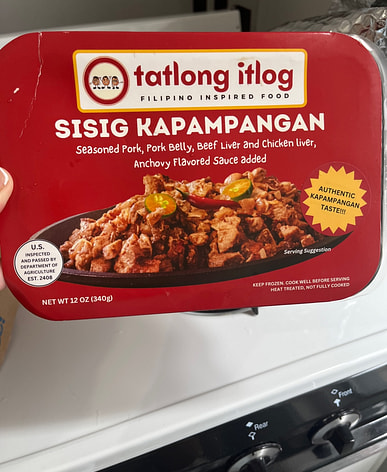 tatlong itlog
FILIPINO INSPIRED FOOD
SISIG KAPAMPANGAN
Seasoned Pork, Pork Belly, Beef Liver and Chicken liver,
Anchovy Flavored Sauce added
AUTHENTIC
KAPAMPANGAN
TASTE!!!
Serving Suggestion
U.S.
INSPECTED
AND PASSED BY
DEPARTMENT OF
AGRICULTURE
EST. 2408
NET WT 12 OZ (340g)
KEEP FROZEN. COOK WELL BEFORE SERVING
HEAT TREATED, NOT FULLY COOKED
Rear
Front